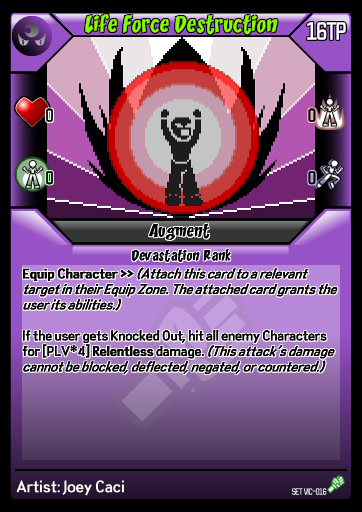 Life Force Destruction
16TP
0
0
0
0
Augment
Devastation Rank
Equip Character >> (Attach this card to a relevant
target in their Equip Zone. The attached card grants the
user its abilities.)
If the user gets Knocked Out, hit all enemy Characters
for [PLV*4] Relentless damage. (This attack's damage
cannot be blocked, deflected, negated, or countered.)
Artist: Joey Caci
SET VIC-016